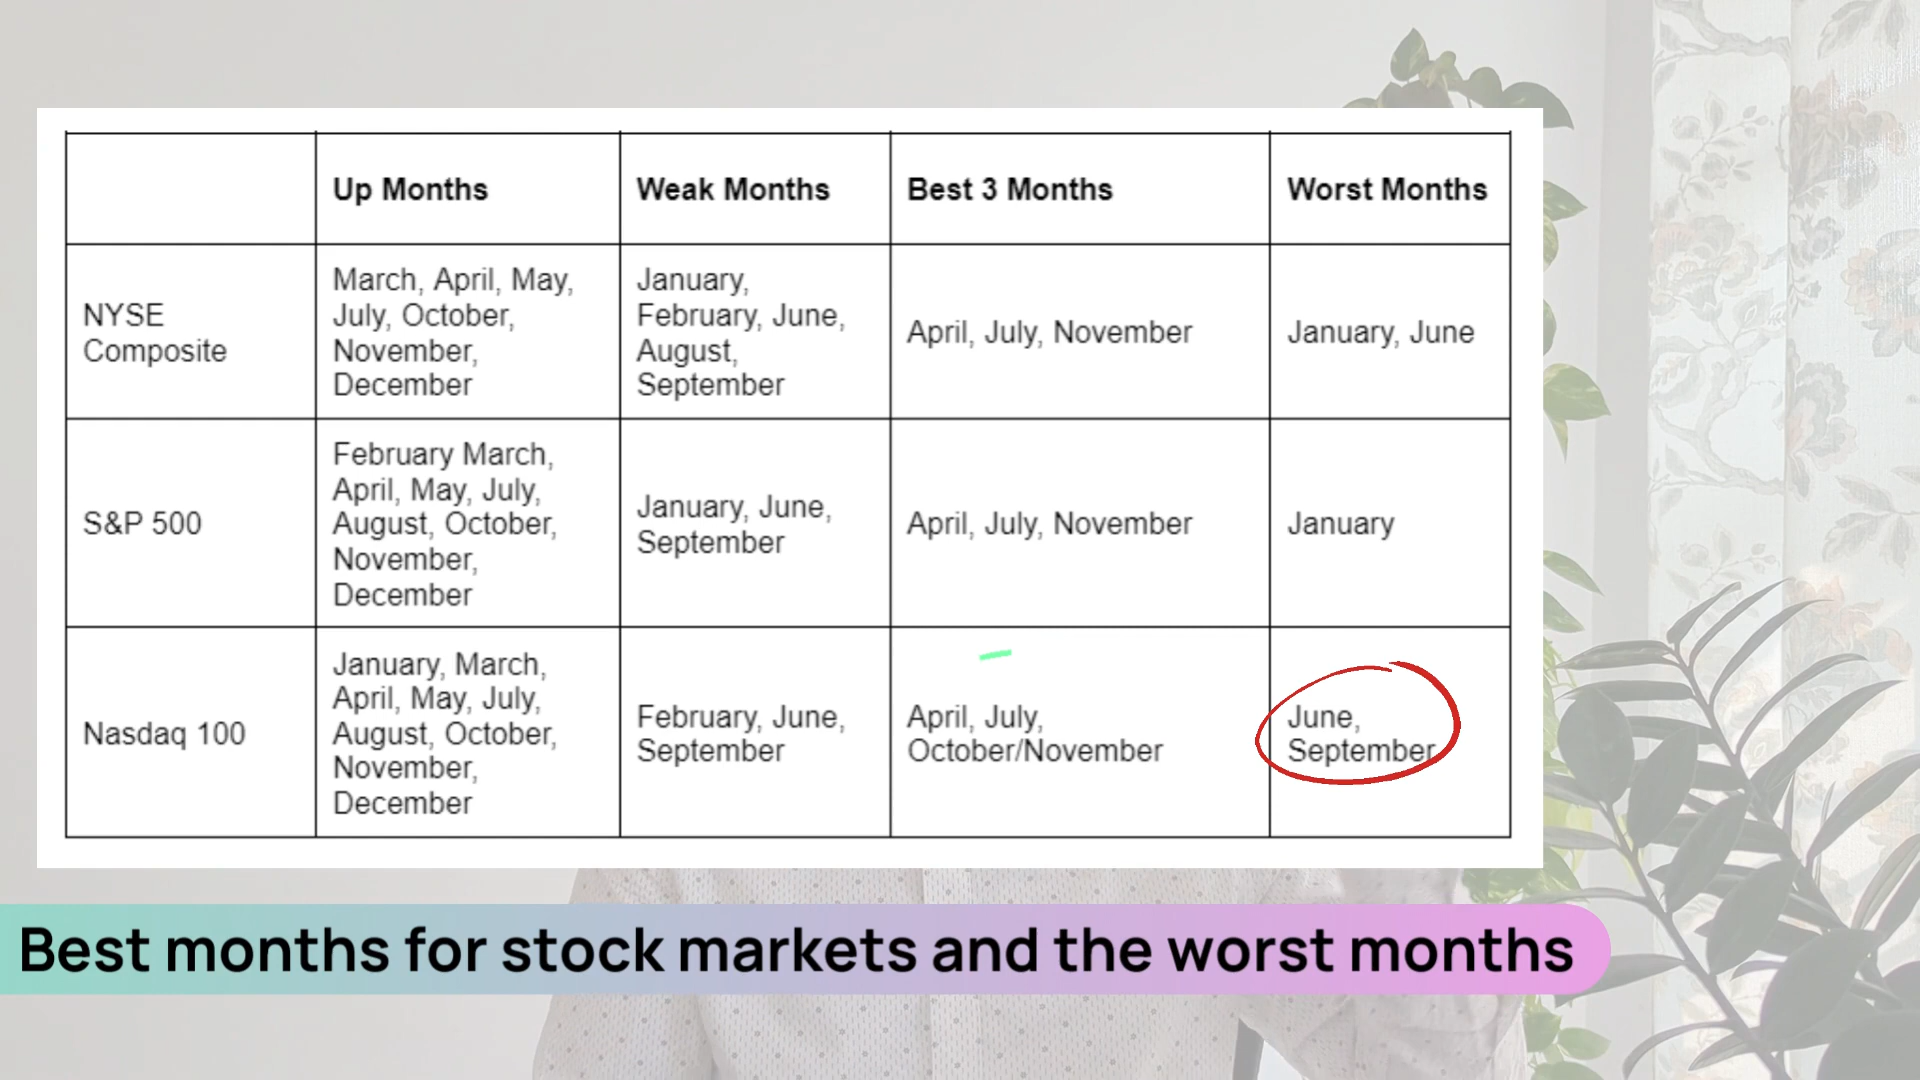 Up Months
Weak Months
Best 3 Months
Worst Months
NYSE
Composite
March, April, May,
July, October,
November,
December
January,
February, June,
August,
September
April, July, November
January, June
S&P 500
February March,
April, May, July,
August, October,
November,
December
January, June,
September
April, July, November
January
Nasdaq 100
January, March,
April, May, July,
August, October,
November,
December
February, June,
September
April, July,
October/November
June,
September
Best months for stock markets and the worst months